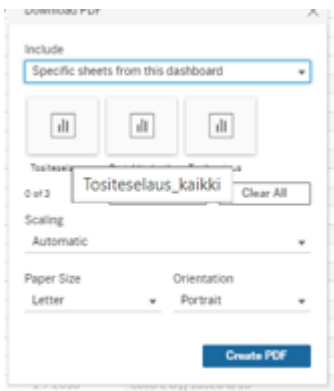 Download PDF
Include
Specific sheets from this dashboard
Tositeselaus_kaikki
0 of 3
Clear All
Scaling
Automatic
Paper Size
Orientation
Letter
Portrait
Create PDF